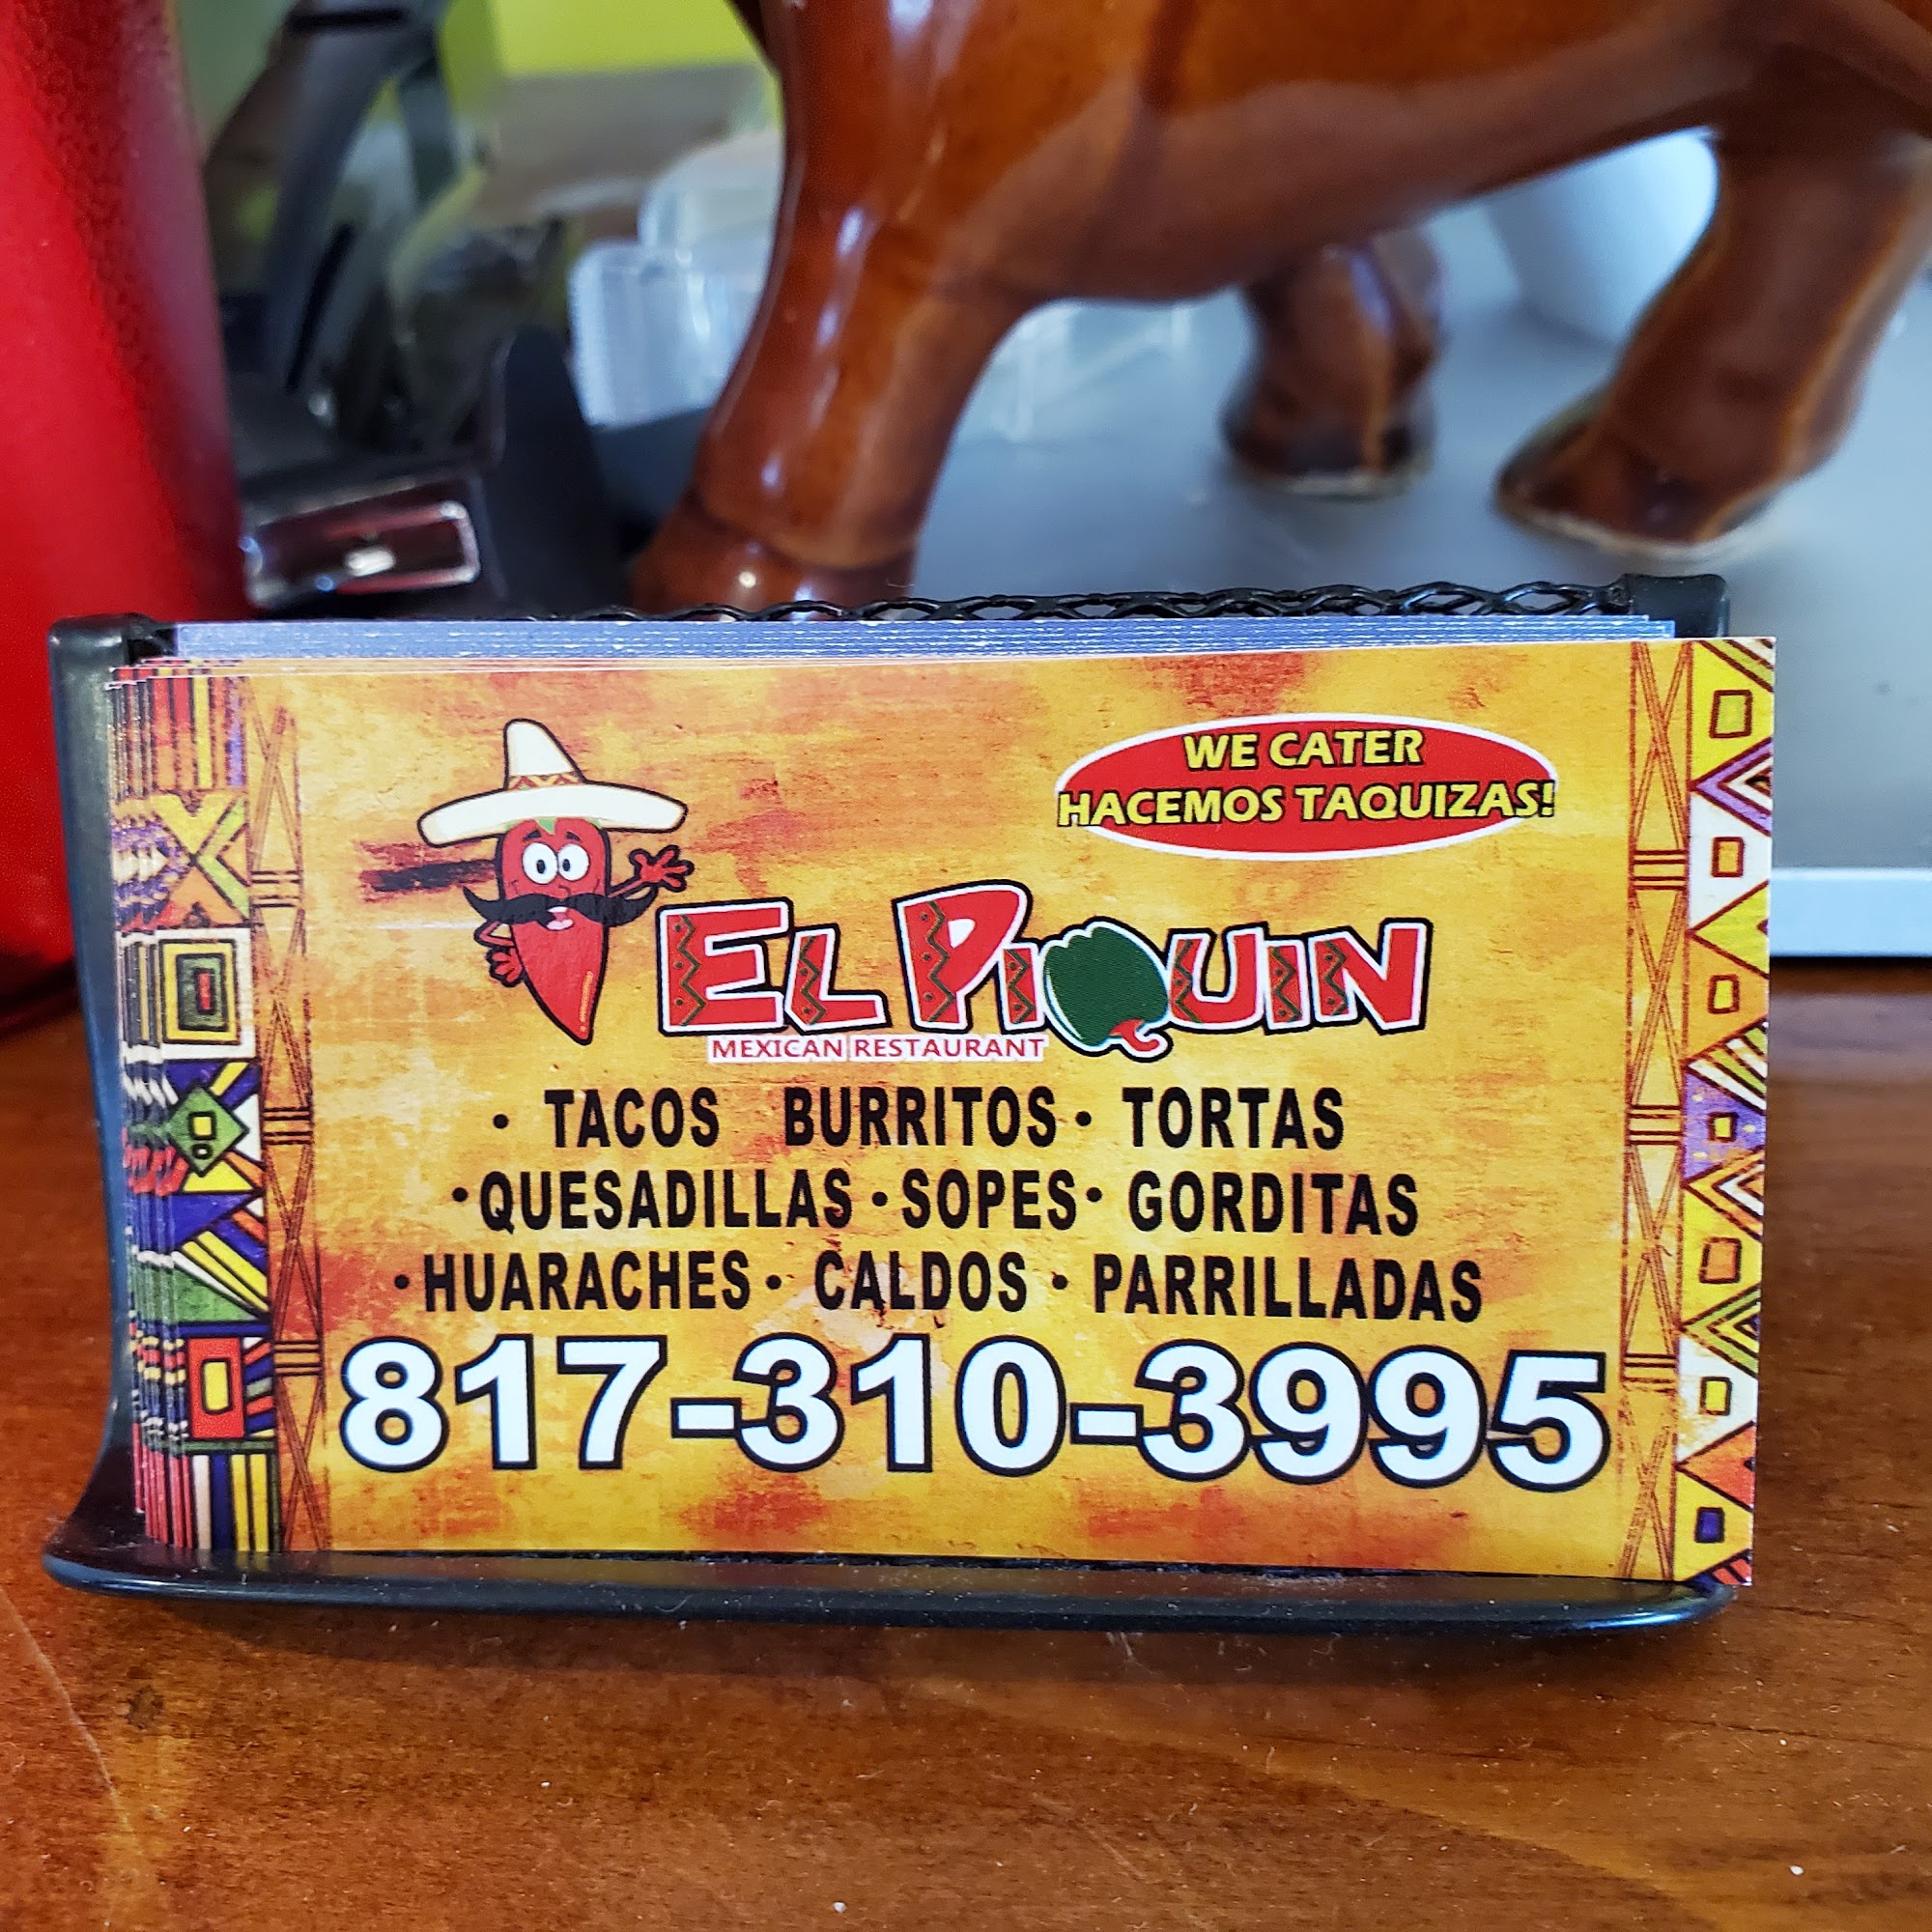 WE CATER
HACEMOS TAQUIZAS!
EL PIQUIN
MEXICAN RESTAURANT
• TACOS BURRITOS • TORTAS
• QUESADILLAS • SOPES • GORDITAS
• HUARACHES • CALDOS • PARRILLADAS
817-310-3995